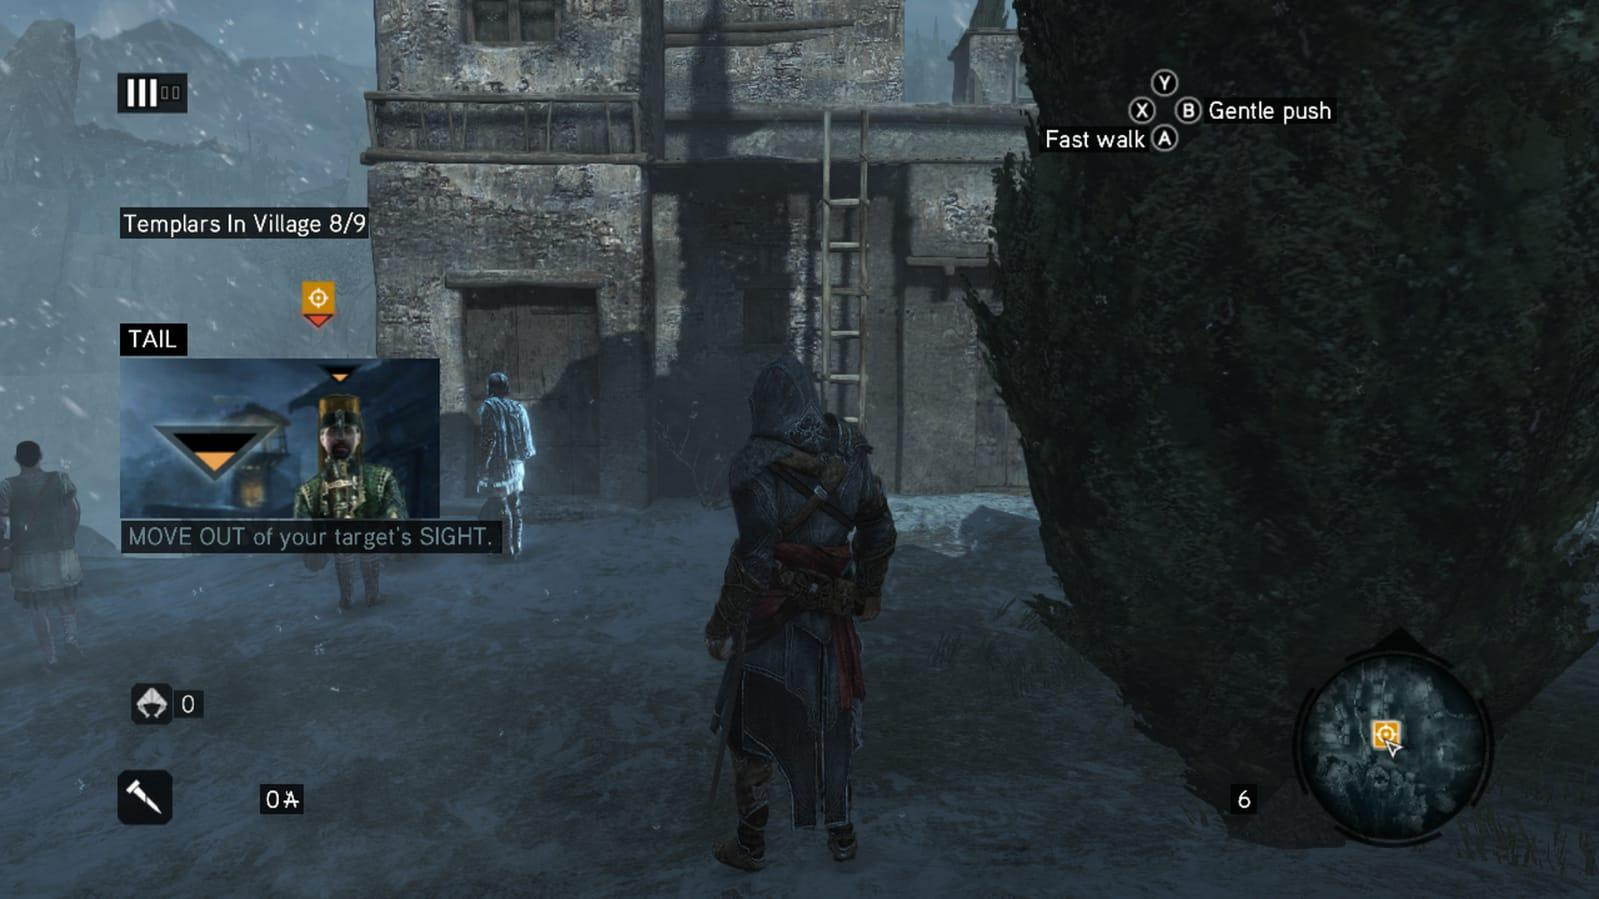 Y
X B Gentle push
Fast walk A
Templars In Village 8/9
TAIL
MOVE OUT of your target's SIGHT.
0
0
6